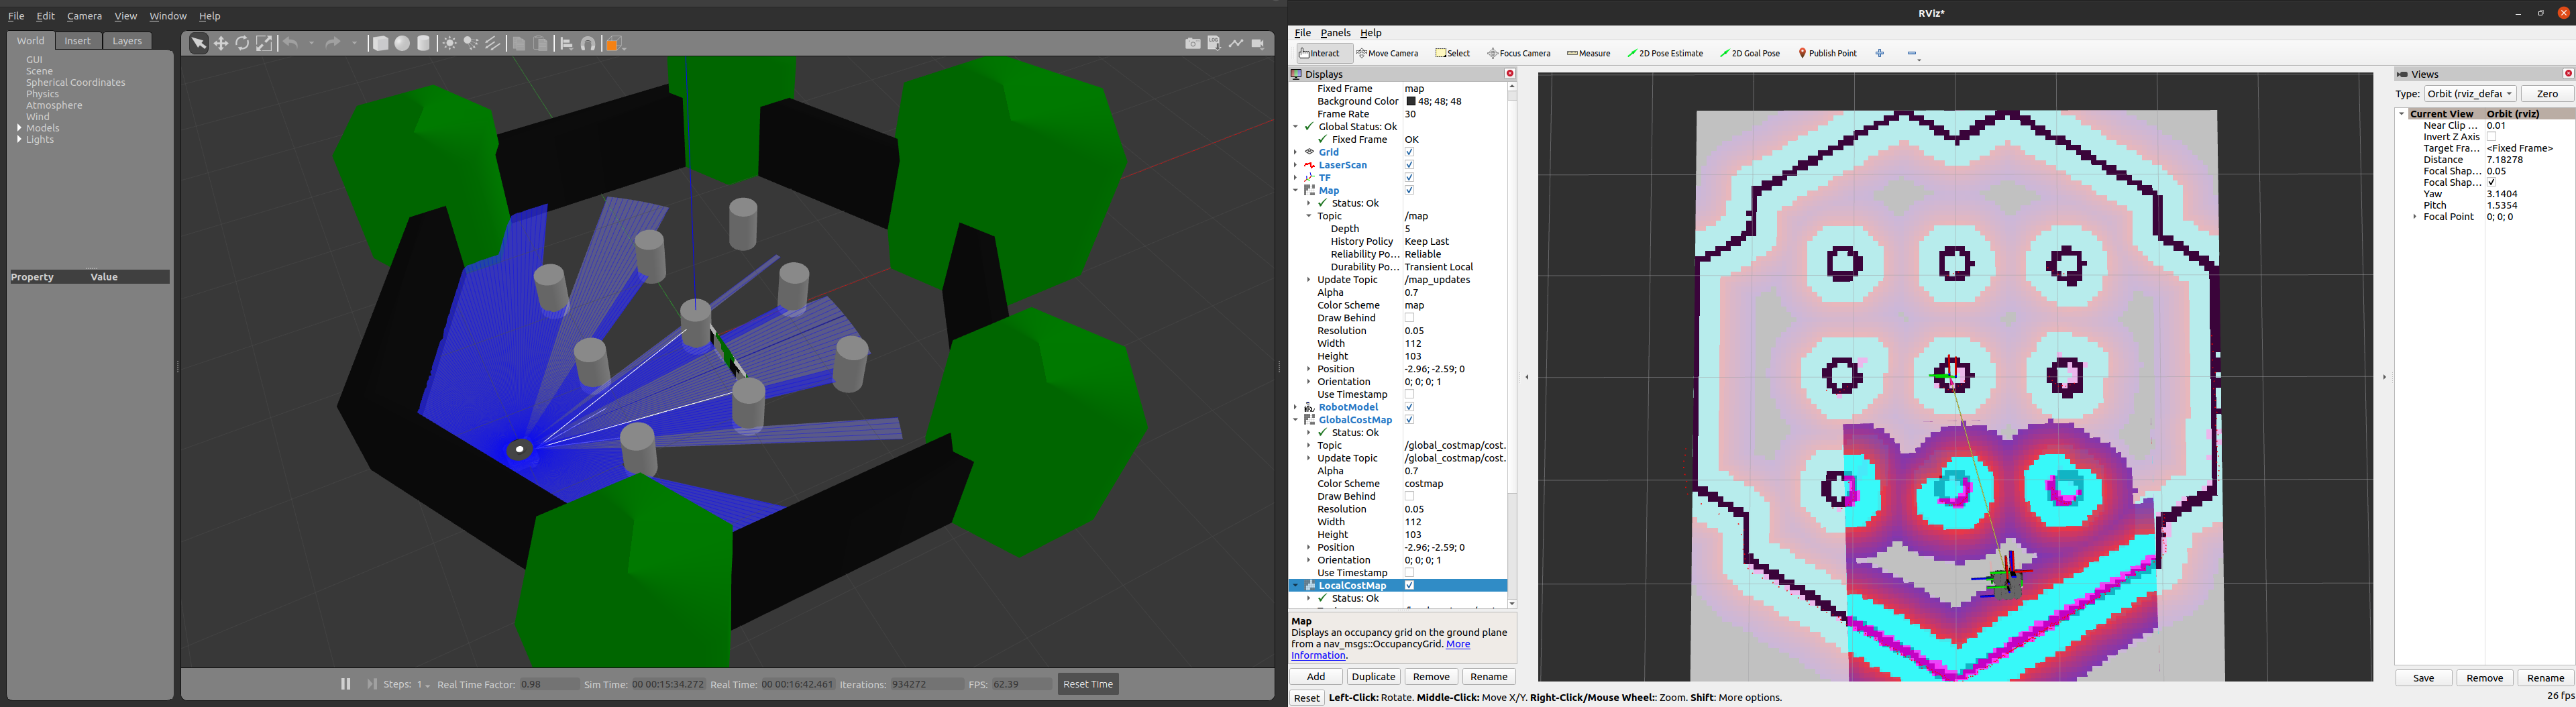 File Edit Camera View Window Help
World Insert Layers
GUI
Scene
Spherical Coordinates
Physics
Atmosphere
Wind
Models
Lights
Property Value
Steps: 1 Real Time Factor: 0.98 Sim Time: 00 00:15:34.272 Real Time: 00 00:16:42.461 Iterations: 934272 FPS: 62.39 Reset Time
RViz*
File Panels Help
Interact Move Camera Select Focus Camera Measure 2D Pose Estimate 2D Goal Pose Publish Point
Displays
Fixed Frame map
Background Color 48; 48; 48
Frame Rate 30
Global Status: Ok
Fixed Frame OK
Grid
LaserScan
TF
Map
Status: Ok
Topic /map
Depth 5
History Policy Keep Last
Reliability Po... Reliable
Durability Po... Transient Local
Update Topic /map_updates
Alpha 0.7
Color Scheme map
Draw Behind
Resolution 0.05
Width 112
Height 103
Position -2.96; -2.59; 0
Orientation 0; 0; 0; 1
Use Timestamp
RobotModel
GlobalCostMap
Status: Ok
Topic /global_costmap/cost...
Update Topic /global_costmap/cost...
Alpha 0.7
Color Scheme costmap
Draw Behind
Resolution 0.05
Width 112
Height 103
Position -2.96; -2.59; 0
Orientation 0; 0; 0; 1
Use Timestamp
LocalCostMap
Status: Ok
Map
Displays an occupancy grid on the ground plane
from a nav_msgs::OccupancyGrid. More
Information.
Add Duplicate Remove Rename
Reset Left-Click: Rotate. Middle-Click: Move X/Y. Right-Click/Mouse Wheel:: Zoom. Shift: More options.
Views
Type: Orbit (rviz_defau Zero
Current View Orbit (rviz)
Near Clip ... 0.01
Invert Z Axis
Target Fra... <Fixed Frame>
Distance 7.18278
Focal Shap... 0.05
Focal Shap...
Yaw 3.1404
Pitch 1.5354
Focal Point 0; 0; 0
Save Remove Rename
26 fps